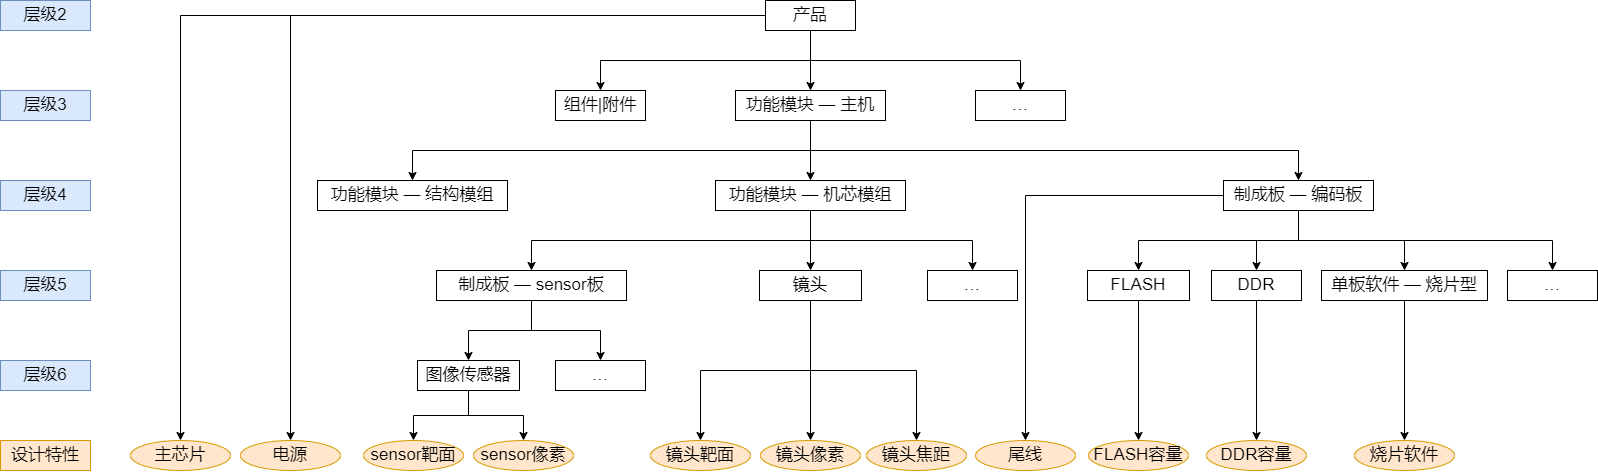 层级2
产品
层级3
组件|附件
功能模块 — 主机
...
层级4
功能模块 — 结构模组
功能模块 — 机芯模组
制成板 — 编码板
层级5
制成板 — sensor板
镜头
...
FLASH
DDR
单板软件 — 烧片型
...
层级6
图像传感器
...
设计特性
主芯片
电源
sensor靶面
sensor像素
镜头靶面
镜头像素
镜头焦距
尾线
FLASH容量
DDR容量
烧片软件